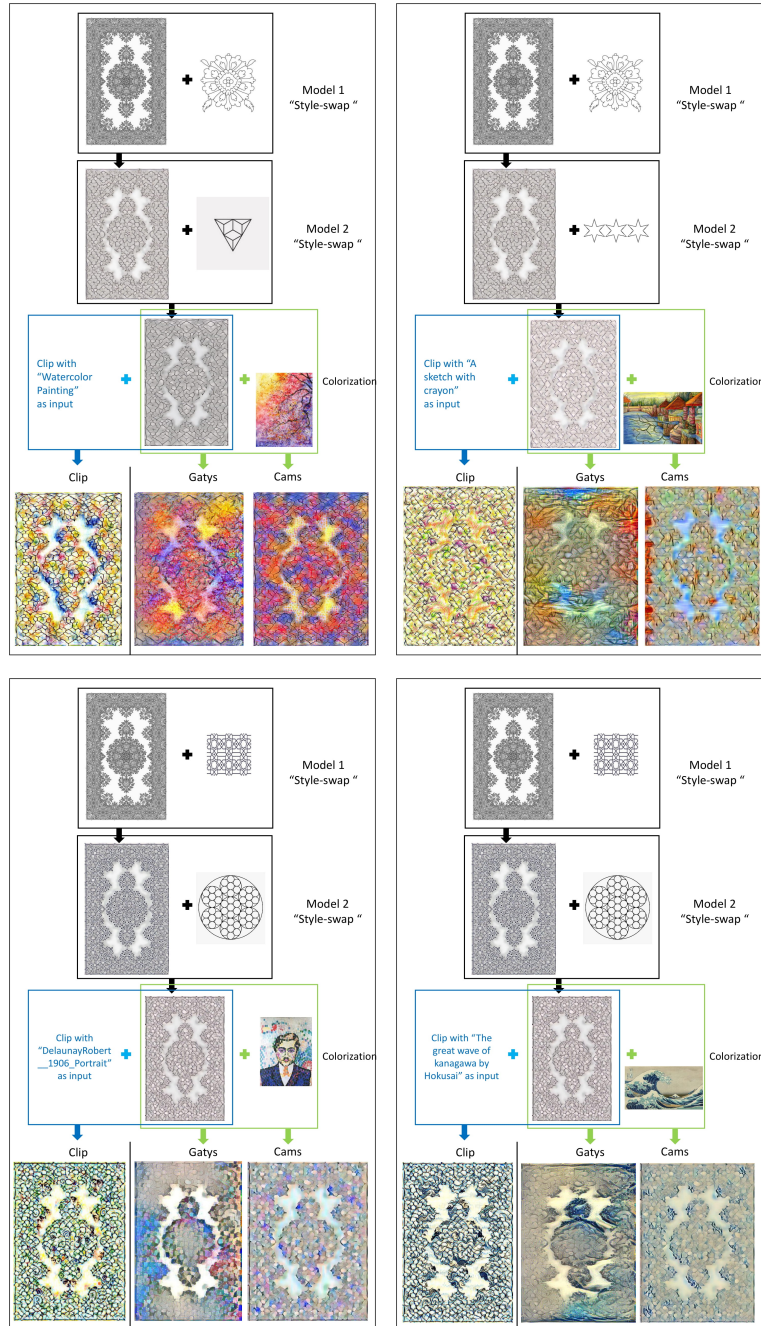 Model 1
“Style-swap “
Model 2
“Style-swap “
Clip with
“Watercolor
Painting”
as input
Colorization
Clip
Gatys
Cams
Model 1
“Style-swap “
Model 2
“Style-swap “
Clip with “A
sketch with
crayon”
as input
Colorization
Clip
Gatys
Cams
Model 1
“Style-swap “
Model 2
“Style-swap “
Clip with
“DelaunayRobert
__1906_Portrait”
as input
Colorization
Clip
Gatys
Cams
Model 1
“Style-swap “
Model 2
“Style-swap “
Clip with “The
great wave of
kanagawa by
Hokusai” as input
Colorization
Clip
Gatys
Cams